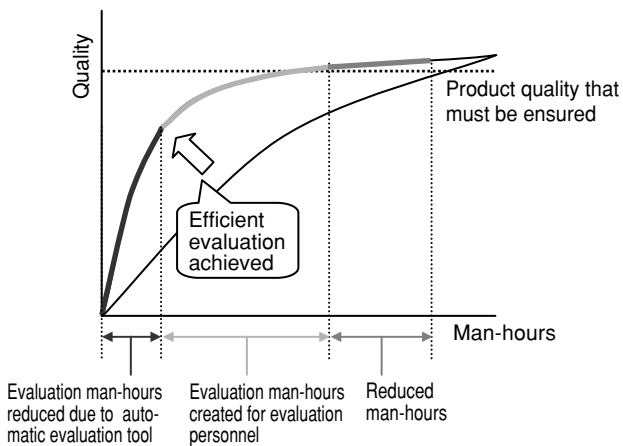 Quality
Product quality that
must be ensured
Efficient
evaluation
achieved
Man-hours
Evaluation man-hours
reduced due to auto-
matic evaluation tool
Evaluation man-hours
created for evaluation
personnel
Reduced
man-hours